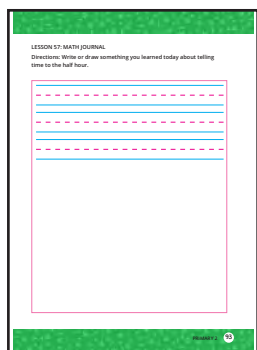 LESSON 57: MATH JOURNAL
Directions: Write or draw something you learned today about telling
time to the half hour.
PRIMARY 2 93